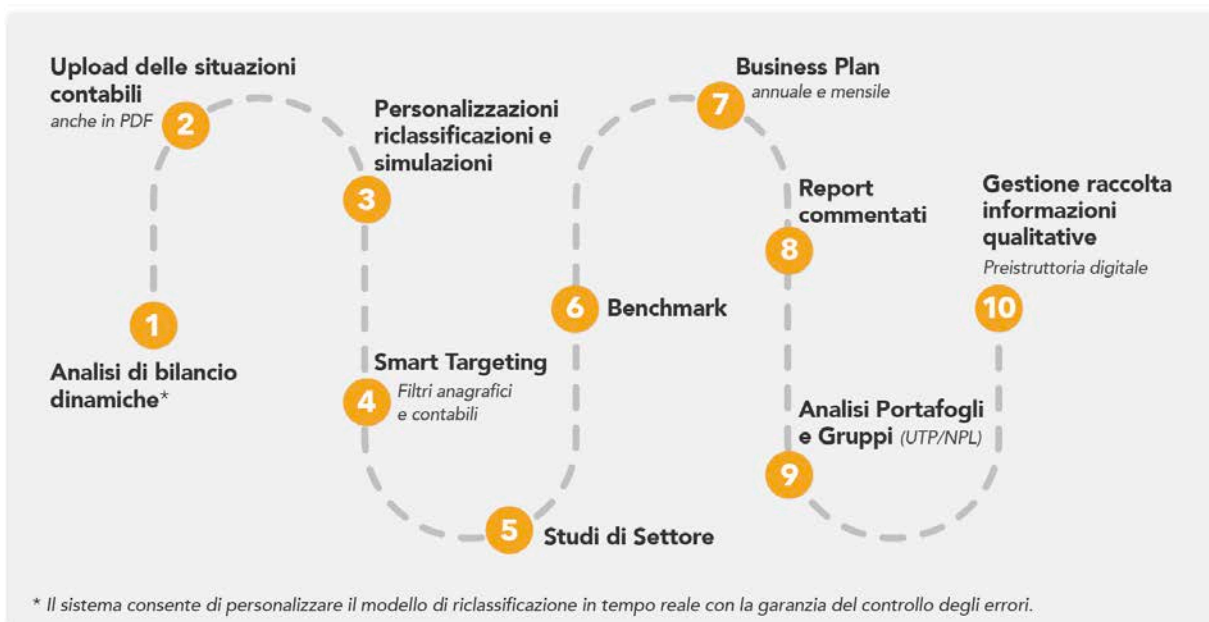 1
Analisi di bilancio
dinamiche*
Upload delle situazioni
contabili
anche in PDF
2
Personalizzazioni
riclassificazioni e
simulazioni
3
Smart Targeting
Filtri anagrafici
e contabili
4
5
Studi di Settore
6
Benchmark
Business Plan
annuale e mensile
7
Report
commentati
8
Analisi Portafogli
e Gruppi (UTP/NPL)
9
Gestione raccolta
informazioni
qualitative
Preistruttoria digitale
10
* Il sistema consente di personalizzare il modello di riclassificazione in tempo reale con la garanzia del controllo degli errori.